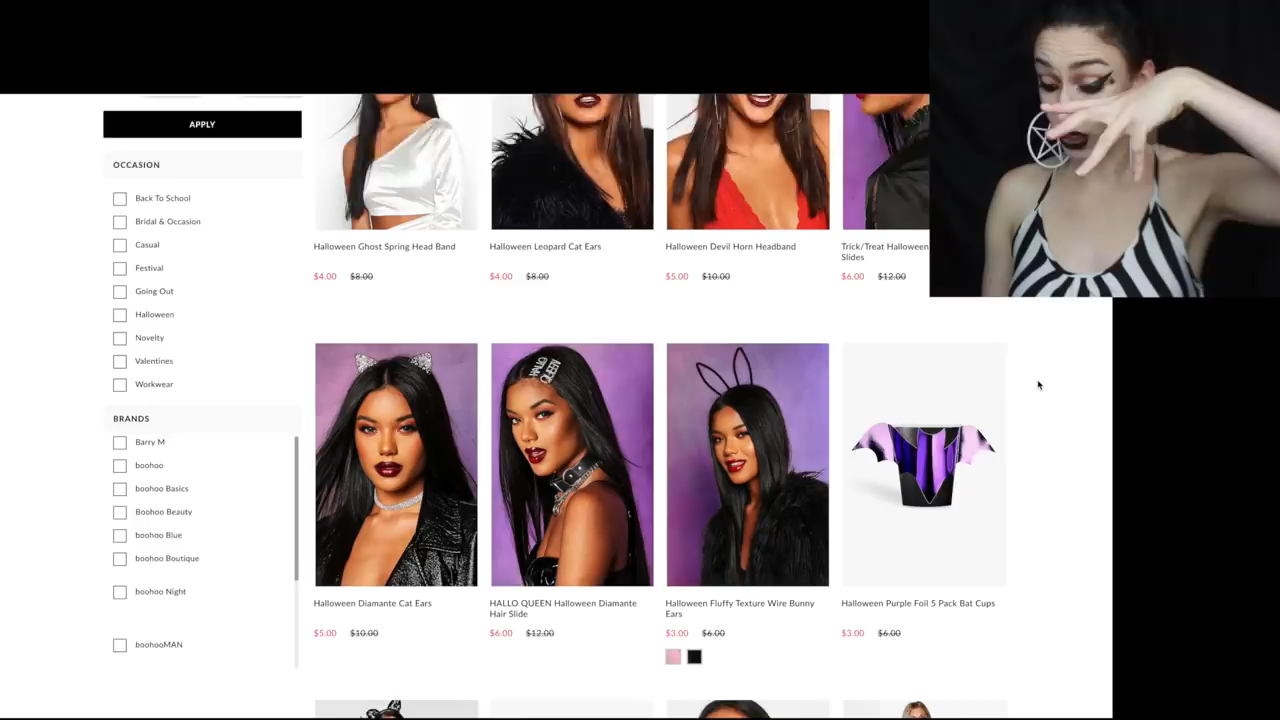 APPLY
OCCASION
Back To School
Bridal & Occasion
Casual
Festival
Going Out
Halloween
Novelty
Valentines
Workwear
BRANDS
Barry M
boohoo
boohoo Basics
Boohoo Beauty
boohoo Blue
boohoo Boutique
boohoo Night
boohooMAN
Halloween Ghost Spring Head Band
$4.00 $8.00
Halloween Leopard Cat Ears
$4.00 $8.00
Halloween Devil Horn Headband
$5.00 $10.00
Trick/Treat Halloween
Slides
$6.00 $12.00
Halloween Diamante Cat Ears
$5.00 $10.00
HALLO QUEEN Halloween Diamante
Hair Slide
$6.00 $12.00
Halloween Fluffy Texture Wire Bunny
Ears
$3.00 $6.00
Halloween Purple Foil 5 Pack Bat Cups
$3.00 $6.00